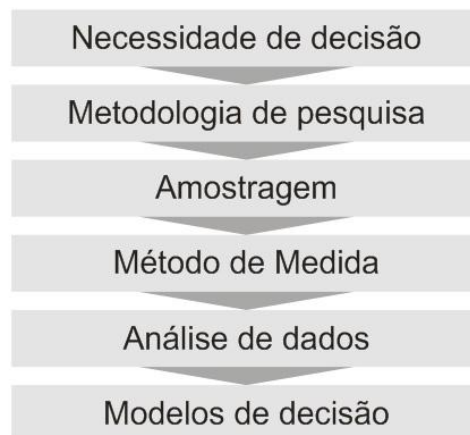 Necessidade de decisão
Metodologia de pesquisa
Amostragem
Método de Medida
Análise de dados
Modelos de decisão